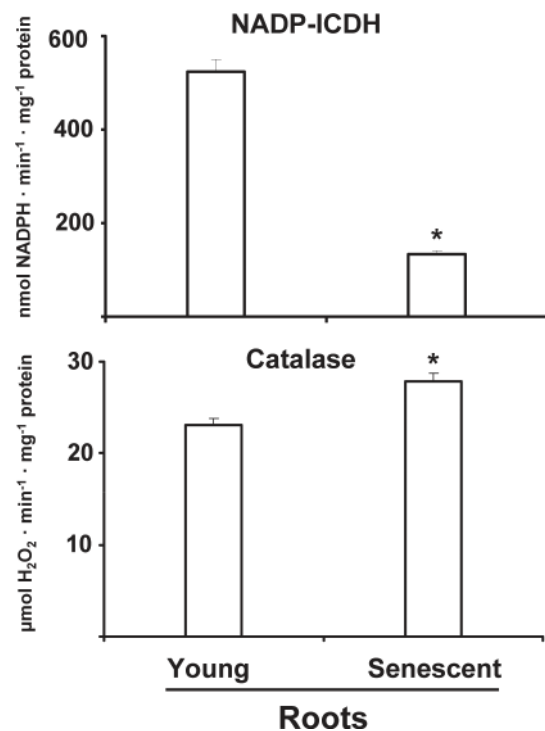 NADP-ICDH
nmol NADPH · min⁻¹ · mg⁻¹ protein
600
400
200
*
Catalase
µmol H₂O₂ · min⁻¹ · mg⁻¹ protein
30
20
10
*
Young Senescent
Roots